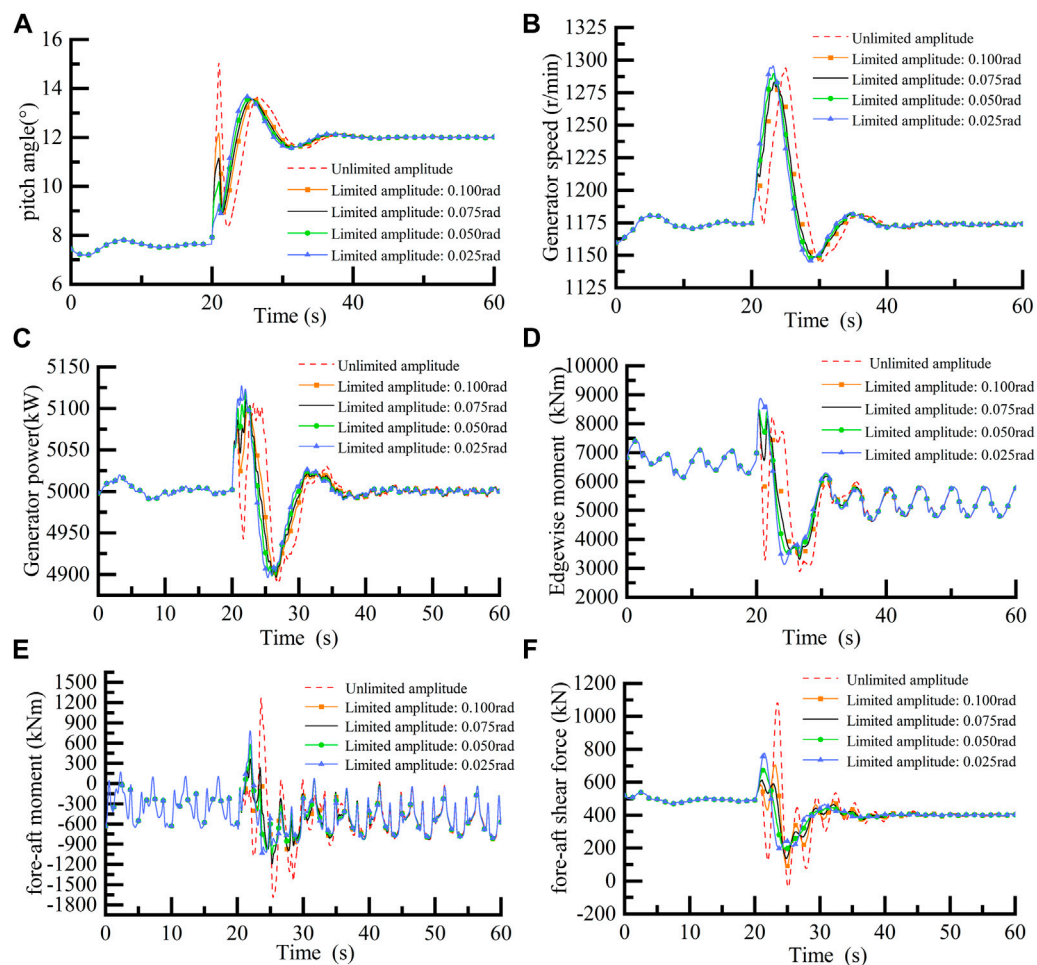 A
pitch angle(°)
16
14
12
10
8
6
Unlimited amplitude
Limited amplitude: 0.100rad
Limited amplitude: 0.075rad
Limited amplitude: 0.050rad
Limited amplitude: 0.025rad
0 10 20 30 40 50 60
Time (s)
B
Generator speed (r/min)
1325
1300
1275
1250
1225
1200
1175
1150
1125
Unlimited amplitude
Limited amplitude: 0.100rad
Limited amplitude: 0.075rad
Limited amplitude: 0.050rad
Limited amplitude: 0.025rad
0 10 20 30 40 50 60
Time (s)
C
Generator power(kW)
5150
5100
5050
5000
4950
4900
Unlimited amplitude
Limited amplitude: 0.100rad
Limited amplitude: 0.075rad
Limited amplitude: 0.050rad
Limited amplitude: 0.025rad
0 10 20 30 40 50 60
Time (s)
D
Edgewise moment (kNm)
10000
9000
8000
7000
6000
5000
4000
3000
2000
Unlimited amplitude
Limited amplitude: 0.100rad
Limited amplitude: 0.075rad
Limited amplitude: 0.050rad
Limited amplitude: 0.025rad
0 10 20 30 40 50 60
Time (s)
E
fore-aft moment (kNm)
1500
1200
900
600
300
0
-300
-600
-900
-1200
-1500
-1800
Unlimited amplitude
Limited amplitude: 0.100rad
Limited amplitude: 0.075rad
Limited amplitude: 0.050rad
Limited amplitude: 0.025rad
0 10 20 30 40 50 60
Time (s)
F
fore-aft shear force (kN)
1200
1000
800
600
400
200
0
-200
Unlimited amplitude
Limited amplitude: 0.100rad
Limited amplitude: 0.075rad
Limited amplitude: 0.050rad
Limited amplitude: 0.025rad
0 10 20 30 40 50 60
Time (s)